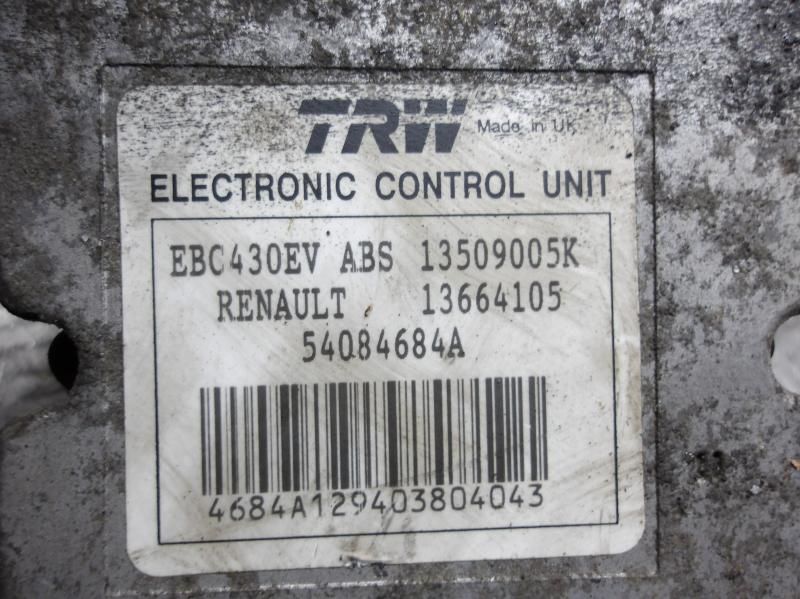 TRW Made in UK
ELECTRONIC CONTROL UNIT
EBC430EV ABS 13509005K
RENAULT 13664105
54084684A
4684A129403804043